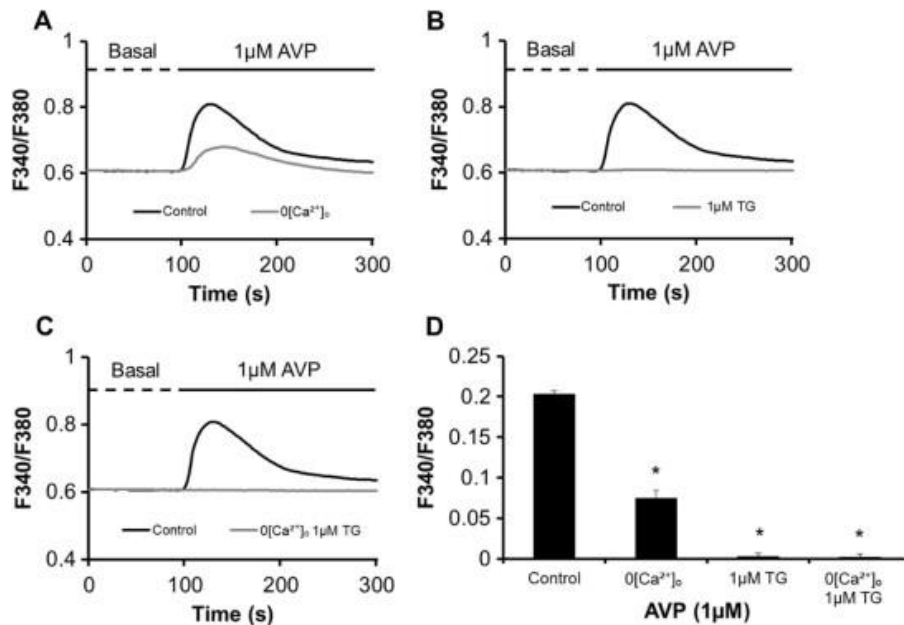 A
1
Basal 1μM AVP
0.8
F340/F380
0.6
Control 0[Ca²⁺]₀
0.4
0 100 200 300
Time (s)
B
1
Basal 1μM AVP
0.8
F340/F380
0.6
Control 1μM TG
0.4
0 100 200 300
Time (s)
C
1
Basal 1μM AVP
0.8
F340/F380
0.6
Control 0[Ca²⁺]₀ 1μM TG
0.4
0 100 200 300
Time (s)
D
0.25
0.2
0.15
F340/F380
0.1
* * *
0.05
0
Control 0[Ca²⁺]₀ 1μM TG 0[Ca²⁺]₀
1μM TG
AVP (1μM)